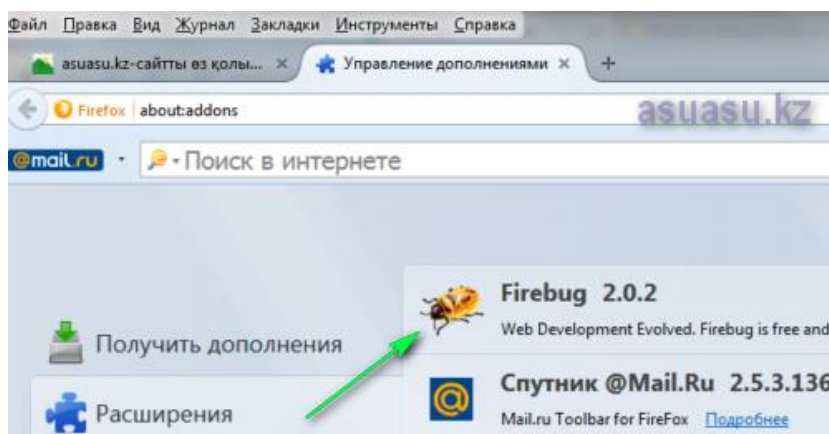 Файл Правка Вид Журнал Закладки Инструменты Справка
asuasu.kz-сайтты өз қолы... × Управление дополнениями × +
Firefox about:addons
asuasu.kz
@mail.ru Поиск в интернете
Firebug 2.0.2
Web Development Evolved. Firebug is free and
Получить дополнения
Спутник @Mail.Ru 2.5.3.136
Расширения
Mail.ru Toolbar for FireFox Подробнее